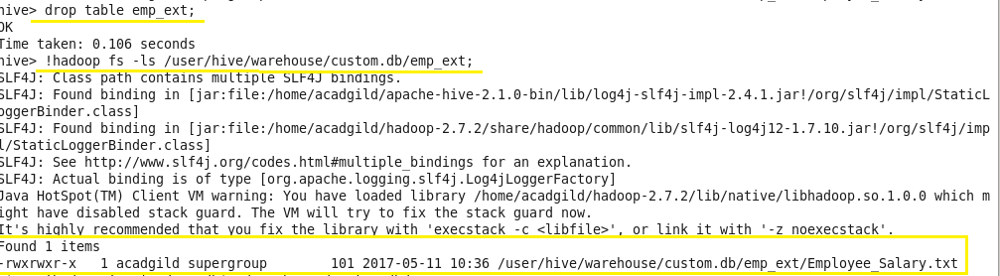 hive> drop table emp_ext;
OK
Time taken: 0.106 seconds
hive> !hadoop fs -ls /user/hive/warehouse/custom.db/emp_ext;
SLF4J: Class path contains multiple SLF4J bindings.
SLF4J: Found binding in [jar:file:/home/acadgild/apache-hive-2.1.0-bin/lib/log4j-slf4j-impl-2.4.1.jar!/org/slf4j/impl/StaticL
oggerBinder.class]
SLF4J: Found binding in [jar:file:/home/acadgild/hadoop-2.7.2/share/hadoop/common/lib/slf4j-log4j12-1.7.10.jar!/org/slf4j/imp
l/StaticLoggerBinder.class]
SLF4J: See http://www.slf4j.org/codes.html#multiple_bindings for an explanation.
SLF4J: Actual binding is of type [org.apache.logging.slf4j.Log4jLoggerFactory]
Java HotSpot(TM) Client VM warning: You have loaded library /home/acadgild/hadoop-2.7.2/lib/native/libhadoop.so.1.0.0 which m
ight have disabled stack guard. The VM will try to fix the stack guard now.
It's highly recommended that you fix the library with 'execstack -c <libfile>', or link it with '-z noexecstack'.
Found 1 items
-rwxrwxr-x   1 acadgild supergroup        101 2017-05-11 10:36 /user/hive/warehouse/custom.db/emp_ext/Employee_Salary.txt